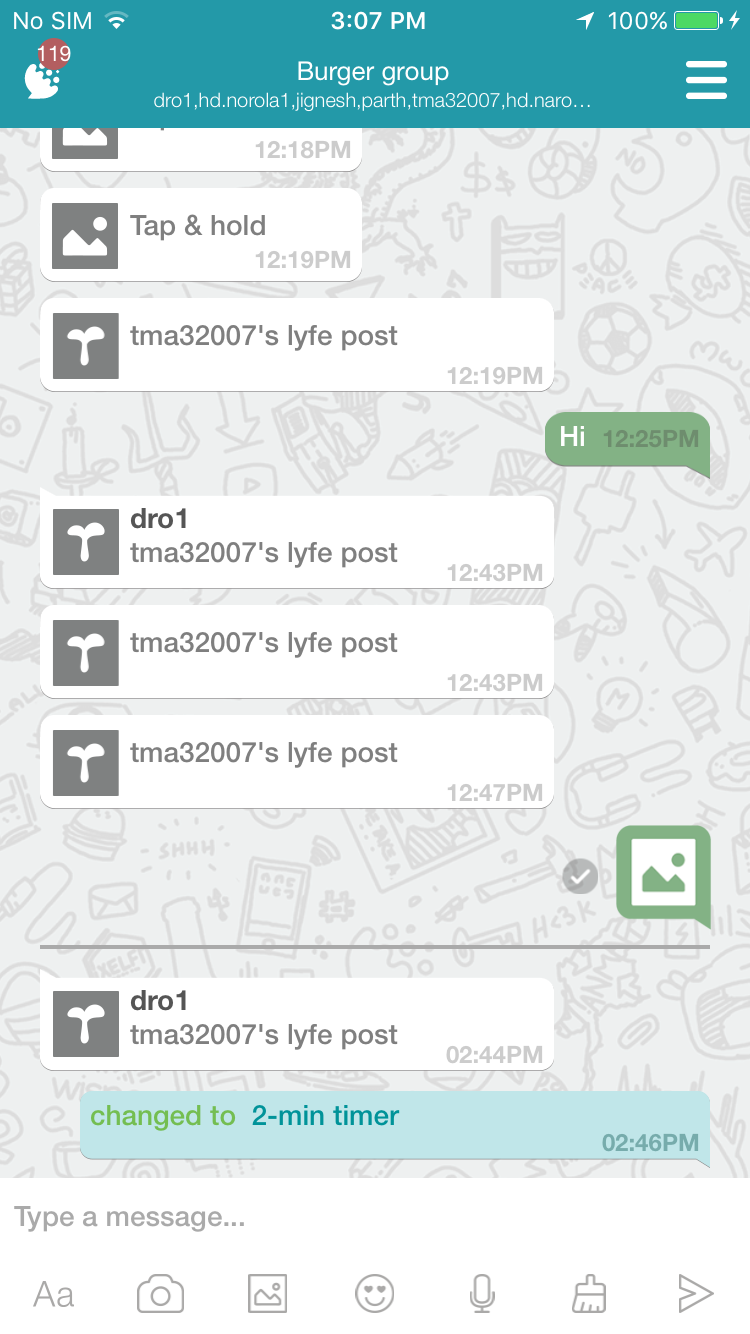 No SIM 3:07 PM 100%
119
Burger group
dro1,hd.norola1,jignesh,parth,tma32007,hd.naro...
12:18PM
Tap & hold
12:19PM
tma32007's lyfe post
12:19PM
Hi 12:25PM
dro1
tma32007's lyfe post
12:43PM
tma32007's lyfe post
12:43PM
tma32007's lyfe post
12:47PM
dro1
tma32007's lyfe post
02:44PM
changed to 2-min timer
02:46PM
Type a message...
Aa